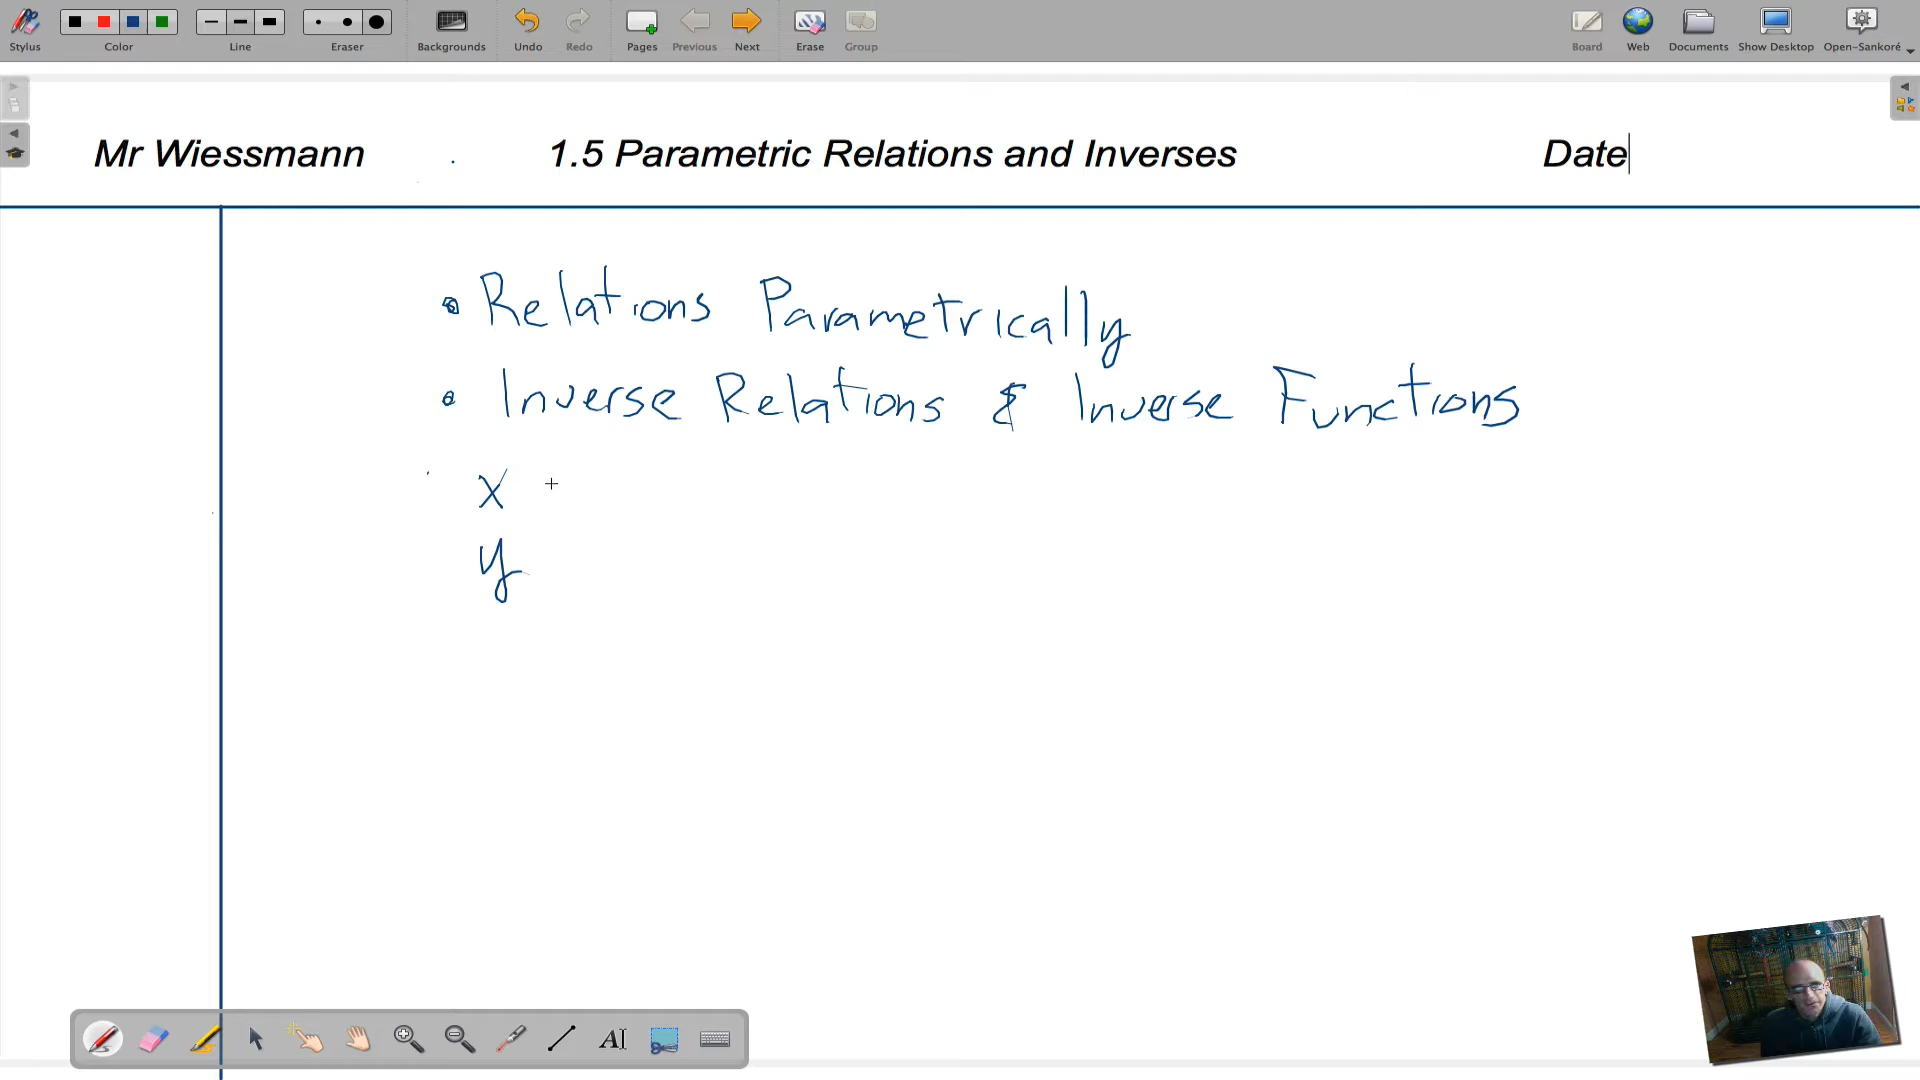 Stylus Color Line Eraser Backgrounds Undo Redo Pages Previous Next Erase Group Board Web Documents Show Desktop Open-Sankoré
Mr Wiessmann 1.5 Parametric Relations and Inverses Date
• Relations Parametrically
• Inverse Relations & Inverse Functions
x
y
AI